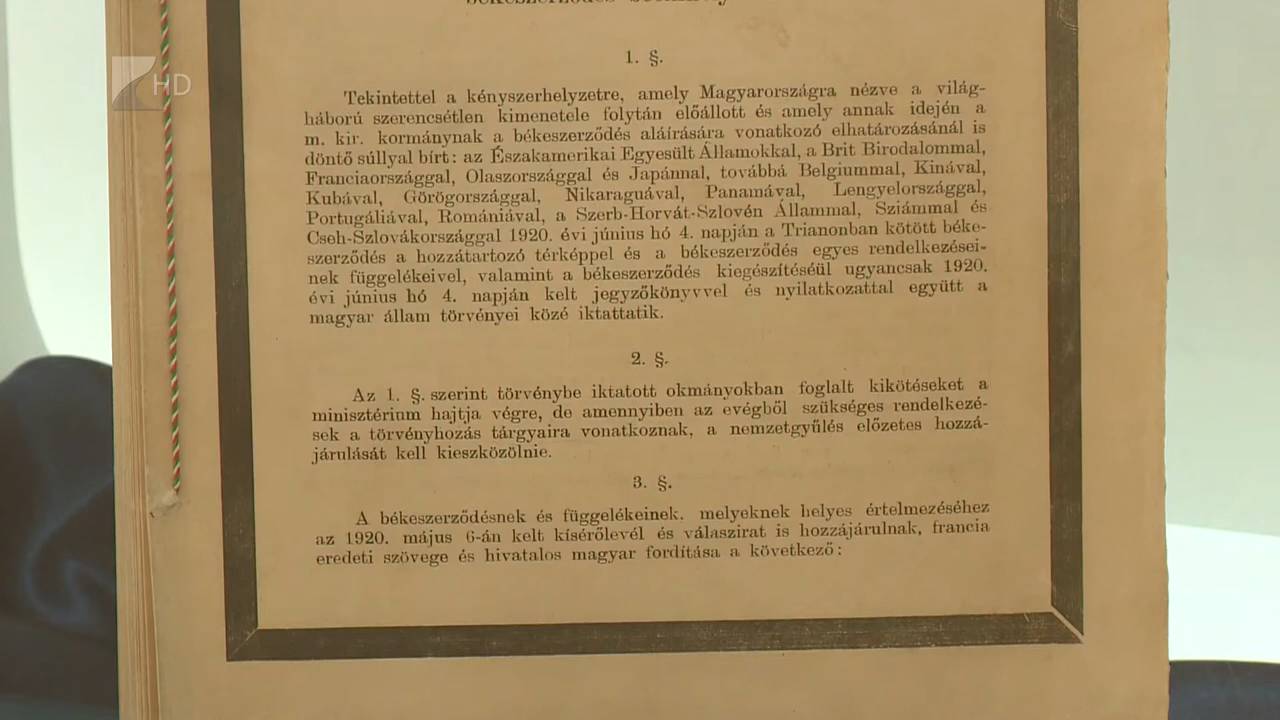 HD
békeszerződés
1. §.
Tekintettel a kényszerhelyzetre, amely Magyarországra nézve a világ-
háború szerencsétlen kimenetele folytán előállott és amely annak idején a
m. kir. kormánynak a békeszerződés aláírására vonatkozó elhatározásánál is
döntő súllyal bírt: az Északamerikai Egyesült Államokkal, a Brit Birodalommal,
Franciaországgal, Olaszországgal és Japánnal, továbbá Belgiummal, Kinával,
Kubával, Görögországgal, Nikaraguával, Panamával, Lengyelországgal,
Portugáliával, Romániával, a Szerb-Horvát-Szlovén Állammal, Sziámmal és
Cseh-Szlovákországgal 1920. évi június hó 4. napján a Trianonban kötött béke-
szerződés a hozzátartozó térképpel és a békeszerződés egyes rendelkezései-
nek függelékeivel, valamint a békeszerződés kiegészítéséül ugyancsak 1920.
évi június hó 4. napján kelt jegyzőkönyvvel és nyilatkozattal együtt a
magyar állam törvényei közé iktattatik.
2. §.
Az 1. §. szerint törvénybe iktatott okmányokban foglalt kikötéseket a
minisztérium hajtja végre, de amennyiben az evégből szükséges rendelkezé-
sek a törvényhozás tárgyaira vonatkoznak, a nemzetgyűlés előzetes hozzá-
járulását kell kieszközölnie.
3. §.
A békeszerződésnek és függelékeinek. melyeknek helyes értelmezéséhez
az 1920. május 6-án kelt kísérőlevél és válaszirat is hozzájárulnak, francia
eredeti szövege és hivatalos magyar fordítása a következő: